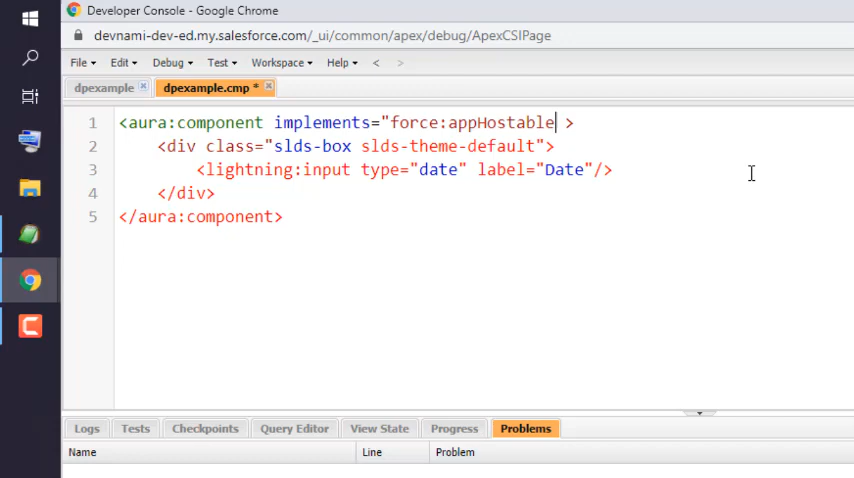 Developer Console - Google Chrome
devnami-dev-ed.my.salesforce.com/_ui/common/apex/debug/ApexCSIPage
File Edit Debug Test Workspace Help < >
dpexample dpexample.cmp *
1 <aura:component implements="force:appHostable >
2 <div class="slds-box slds-theme-default">
3 <lightning:input type="date" label="Date"/>
4 </div>
5 </aura:component>
Logs Tests Checkpoints Query Editor View State Progress Problems
Name Line Problem